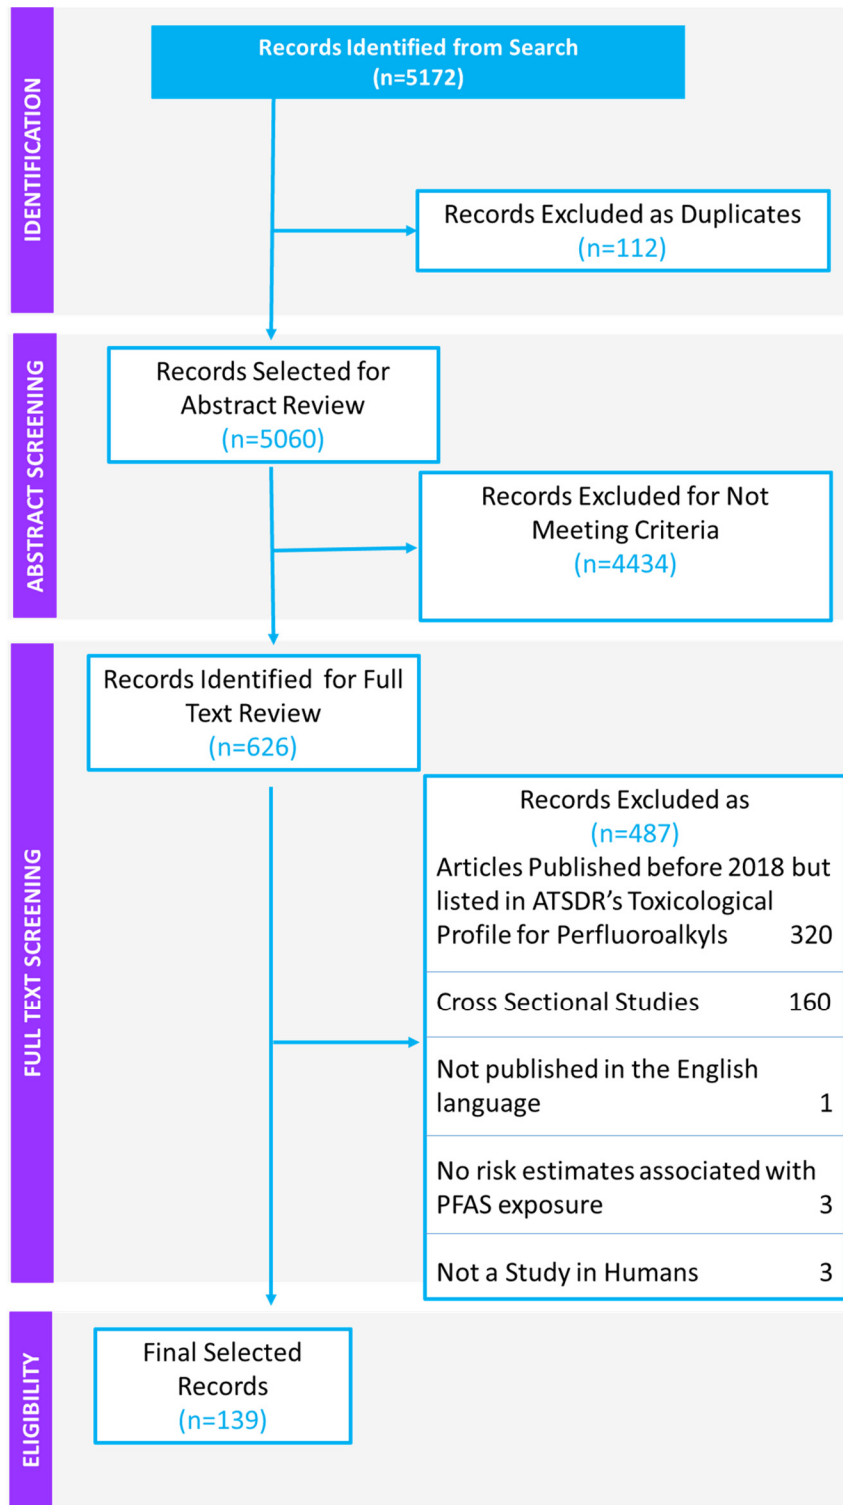 IDENTIFICATION
Records Identified from Search
(n=5172)
Records Excluded as Duplicates
(n=112)
ABSTRACT SCREENING
Records Selected for
Abstract Review
(n=5060)
Records Excluded for Not
Meeting Criteria
(n=4434)
FULL TEXT SCREENING
Records Identified for Full
Text Review
(n=626)
Records Excluded as
(n=487)
Articles Published before 2018 but
listed in ATSDR's Toxicological
Profile for Perfluoroalkyls 320
Cross Sectional Studies 160
Not published in the English
language 1
No risk estimates associated with
PFAS exposure 3
Not a Study in Humans 3
ELIGIBILITY
Final Selected
Records
(n=139)